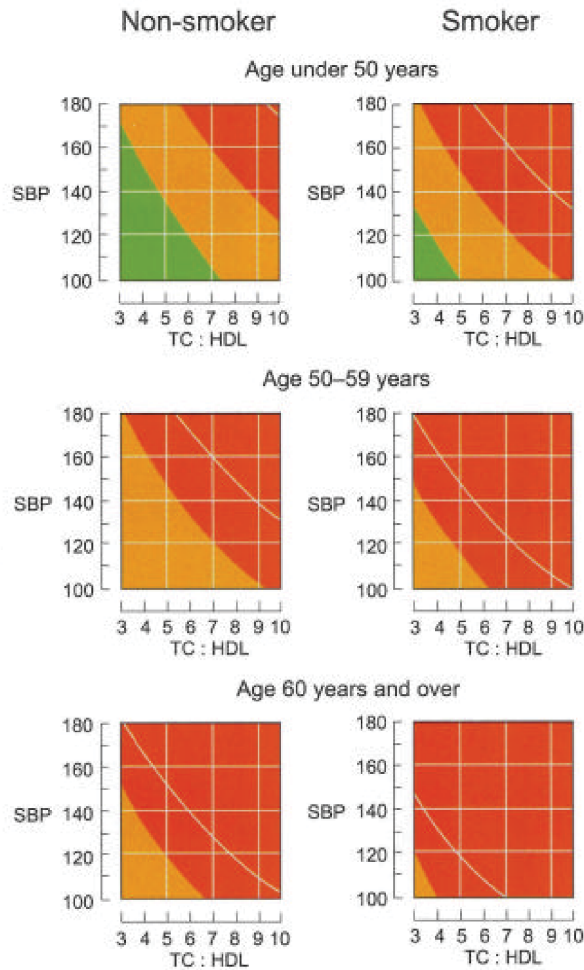 Non-smoker Smoker
Age under 50 years
180 180
160 160
SBP 140 SBP 140
120 120
100 100
3 4 5 6 7 8 9 10 3 4 5 6 7 8 9 10
TC : HDL TC : HDL
Age 50–59 years
180 180
160 160
SBP 140 SBP 140
120 120
100 100
3 4 5 6 7 8 9 10 3 4 5 6 7 8 9 10
TC : HDL TC : HDL
Age 60 years and over
180 180
160 160
140 140
SBP SBP
120 120
100 100
3 4 5 6 7 8 9 10 3 4 5 6 7 8 9 10
TC : HDL TC : HDL